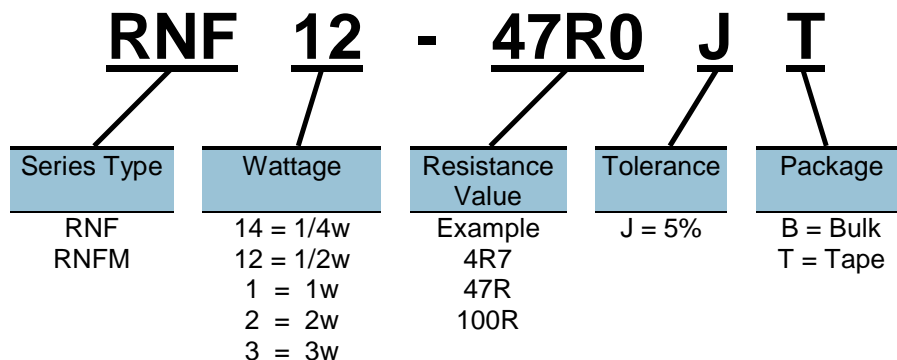 RNF 12 - 47R0 J T
Series Type
RNF
RNFM
Wattage
14 = 1/4w
12 = 1/2w
1 = 1w
2 = 2w
3 = 3w
Resistance
Value
Example
4R7
47R
100R
Tolerance
J = 5%
Package
B = Bulk
T = Tape